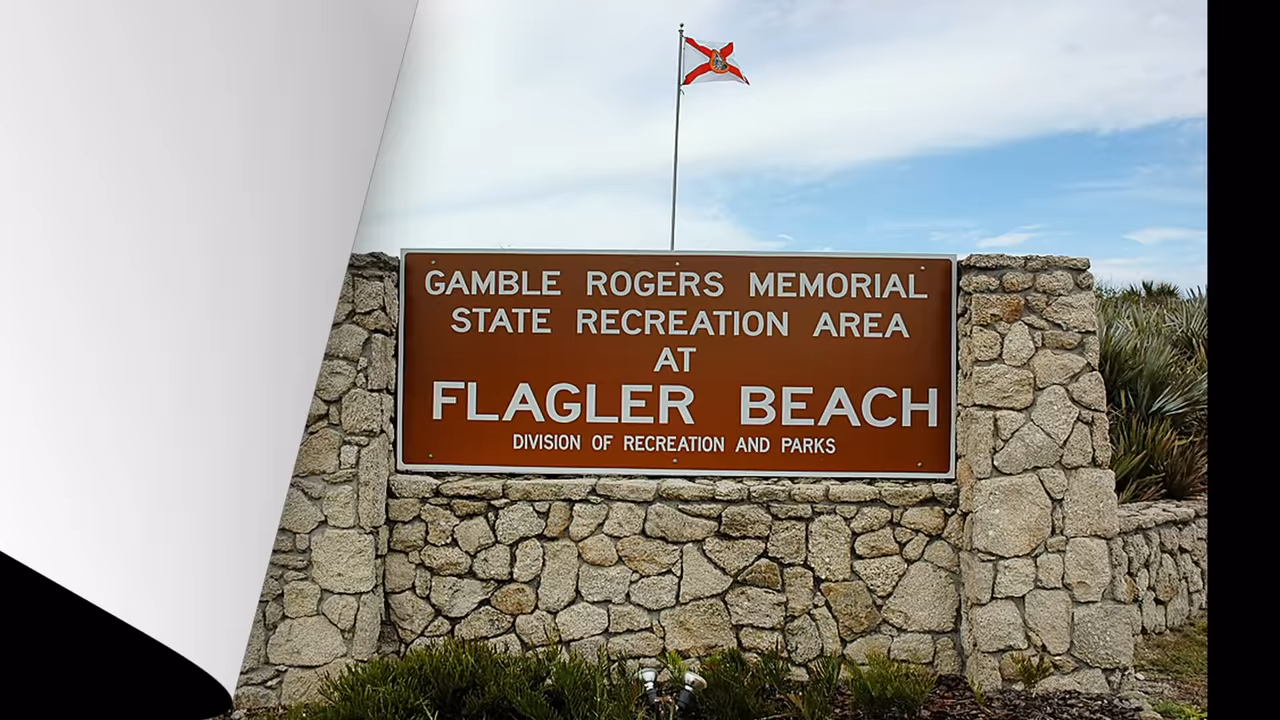 GAMBLE ROGERS MEMORIAL
STATE RECREATION AREA
AT
FLAGLER BEACH
DIVISION OF RECREATION AND PARKS